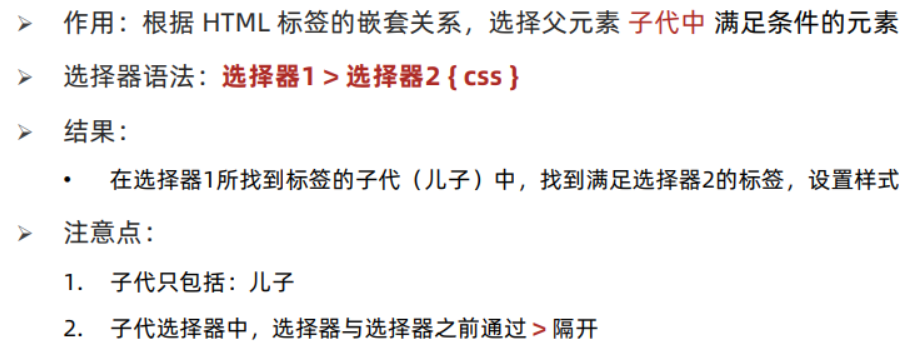 ➢ 作用：根据 HTML 标签的嵌套关系，选择父元素 子代中 满足条件的元素
➢ 选择器语法：选择器1 > 选择器2 { css }
➢ 结果：
• 在选择器1所找到标签的子代（儿子）中，找到满足选择器2的标签，设置样式
➢ 注意点：
1. 子代只包括：儿子
2. 子代选择器中，选择器与选择器之前通过 > 隔开